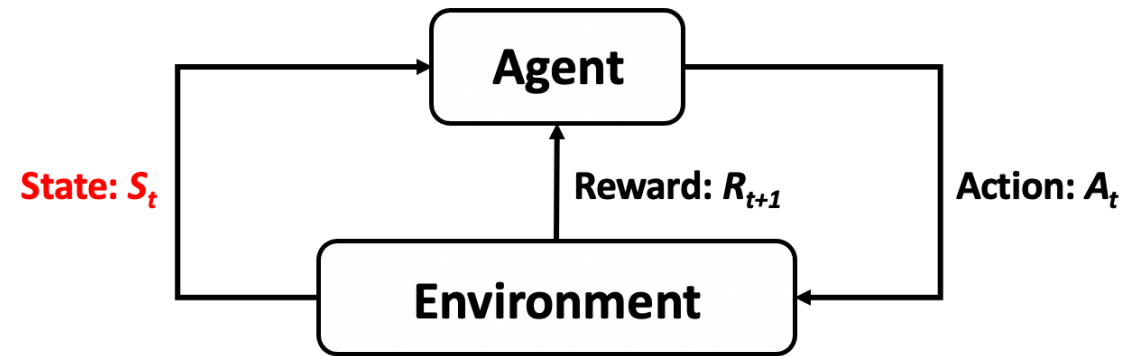 Agent
State: St
Reward: Rt+1
Action: At
Environment